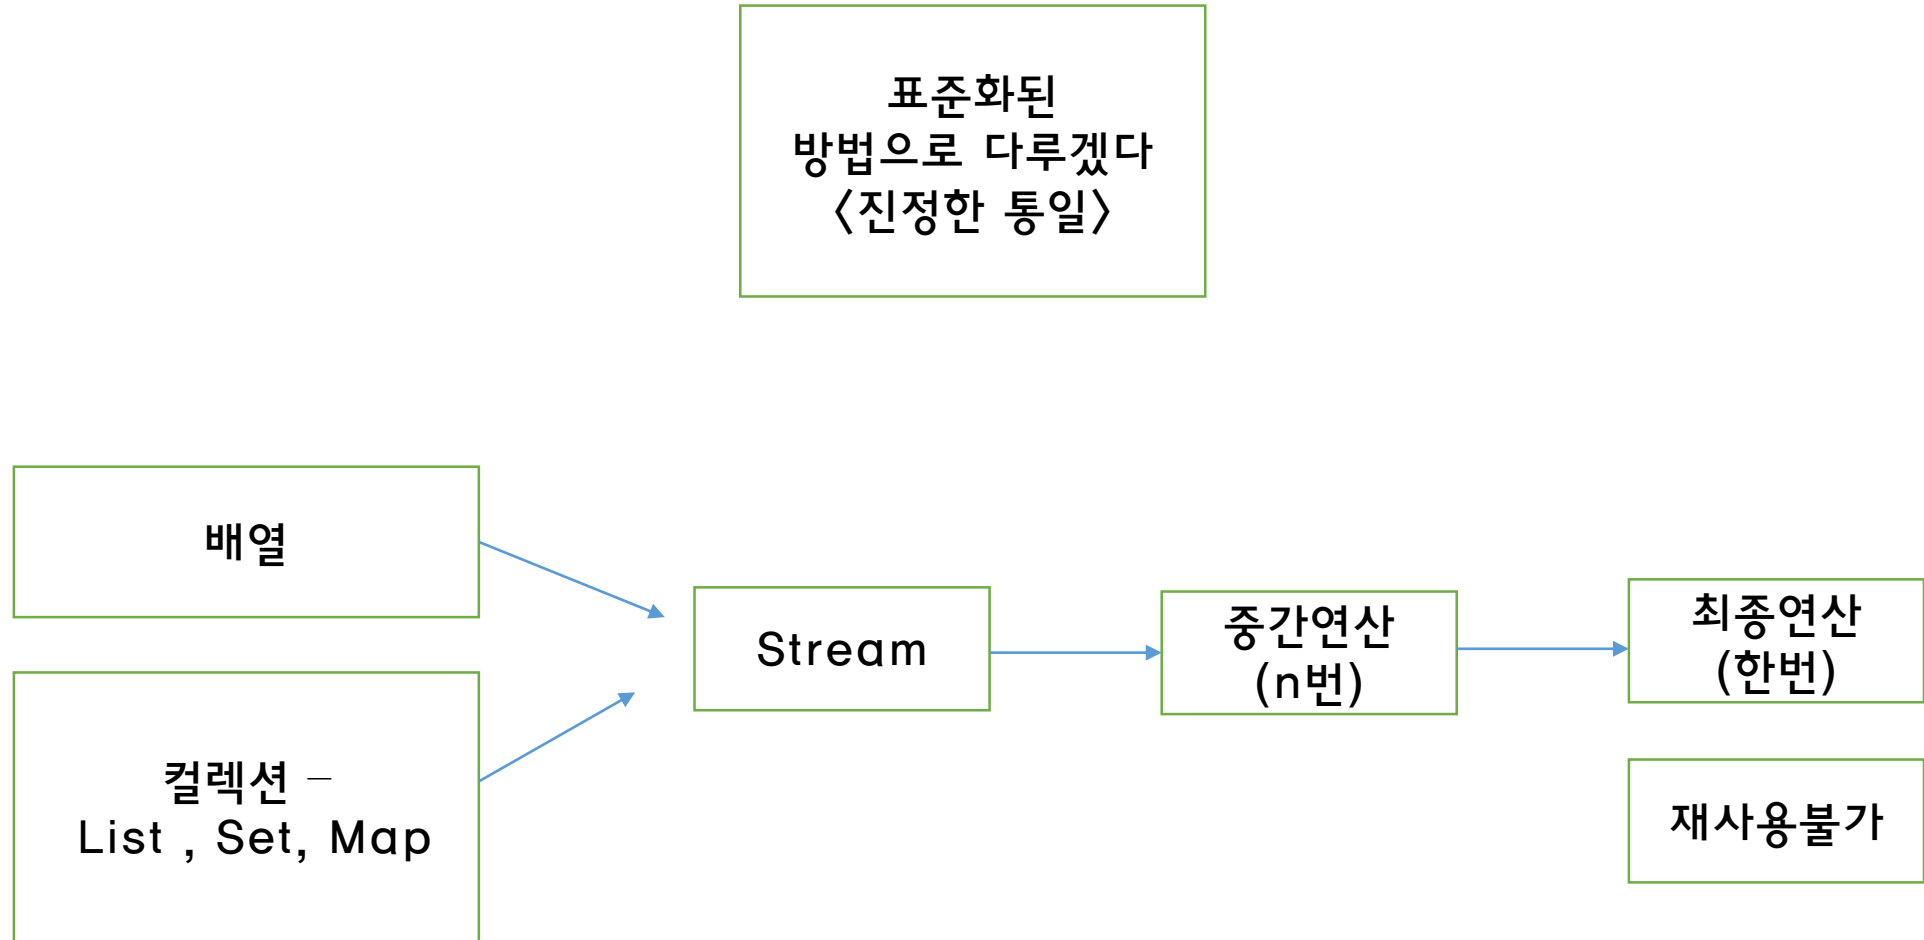 표준화된
방법으로 다루겠다
<진정한 통일>
배열
컬렉션 –
List , Set, Map
Stream
중간연산
(n번)
최종연산
(한번)
재사용불가